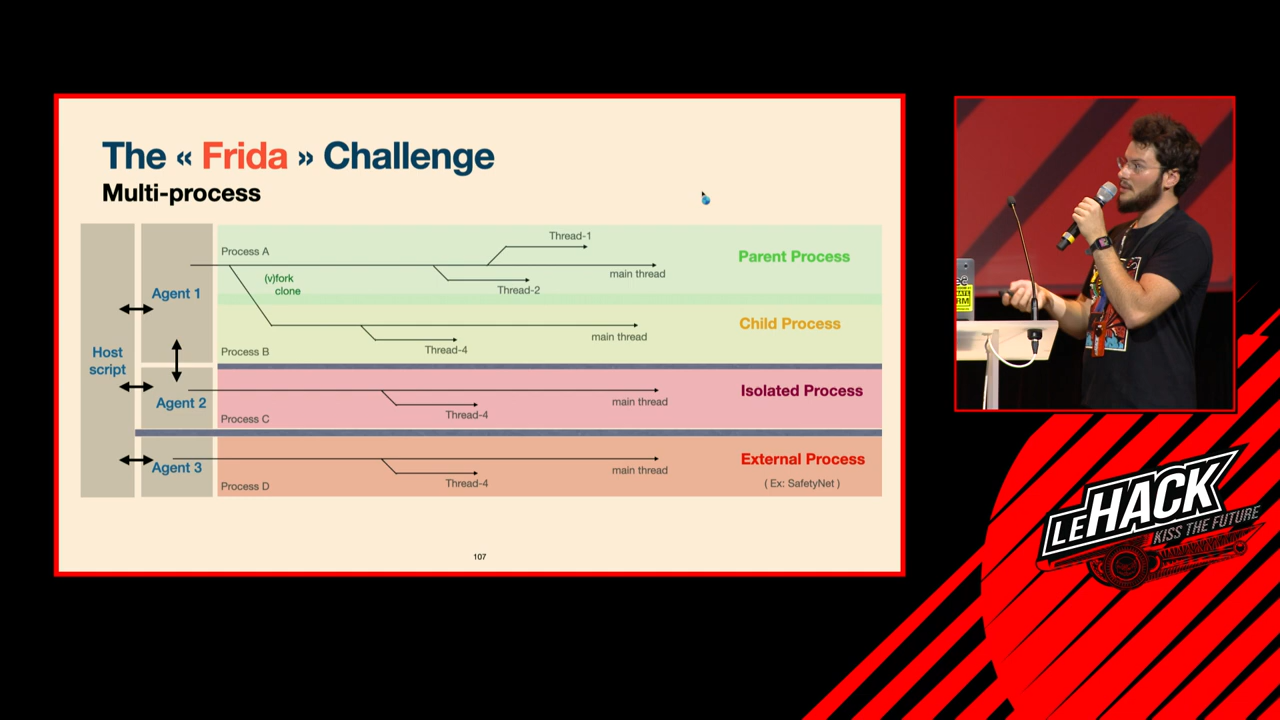 The « Frida » Challenge
Multi-process
Host
script
Agent 1
Agent 2
Agent 3
Process A
(v)fork
clone
Thread-1
main thread
Thread-2
Parent Process
Process B
Thread-4
main thread
Child Process
Process C
Thread-4
main thread
Isolated Process
Process D
Thread-4
main thread
External Process
( Ex: SafetyNet )
107
LEHACK
KISS THE FUTURE